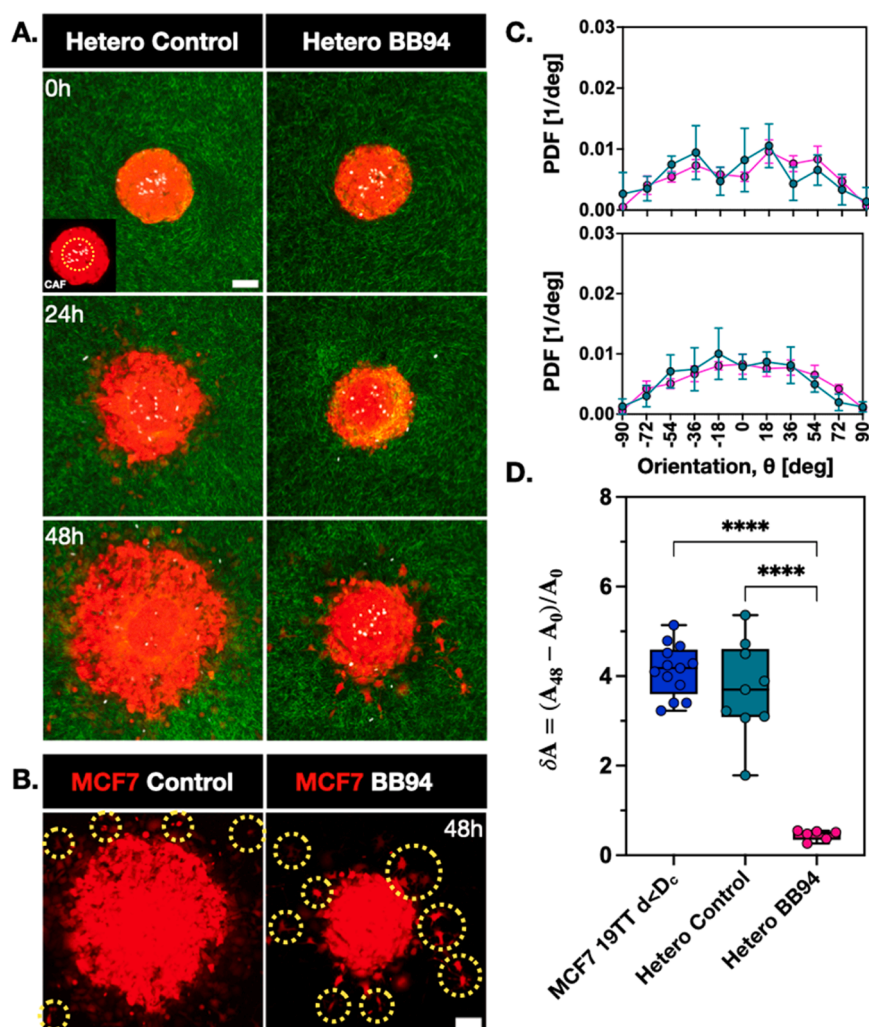 A.
Hetero Control
Hetero BB94
0h
CAF
24h
48h
B.
MCF7 Control
MCF7 BB94
48h
C.
PDF [1/deg]
0.03
0.02
0.01
0.00
PDF [1/deg]
0.03
0.02
0.01
0.00
-90
-72
-54
-36
-18
0
18
36
54
72
90
Orientation, θ [deg]
D.
δA = (A48 − A0)/A0
8
6
4
2
0
****
****
MCF7 19TT d<Dc
Hetero Control
Hetero BB94